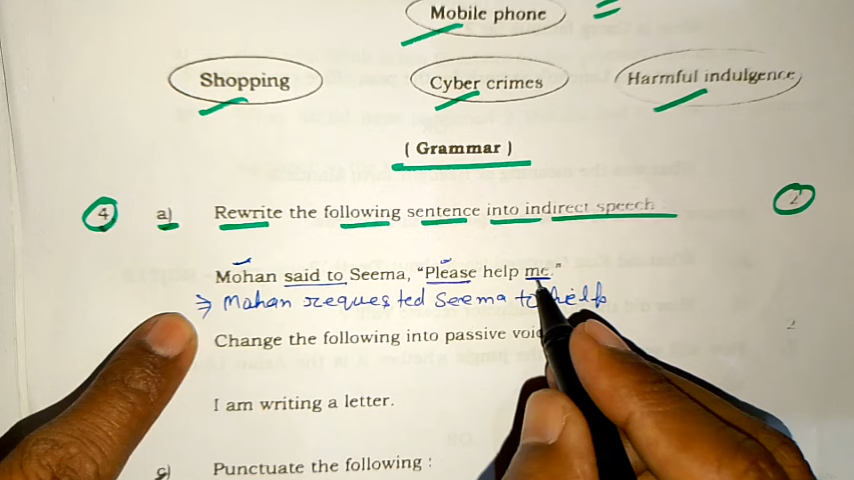 Mobile phone
Shopping
Cyber crimes
Harmful indulgence
( Grammar )
4 a) Rewrite the following sentence into indirect speech 2
Mohan said to Seema, "Please help me."
⇒ Mohan requested Seema to help
Change the following into passive voic 2
I am writing a letter.
c) Punctuate the following :